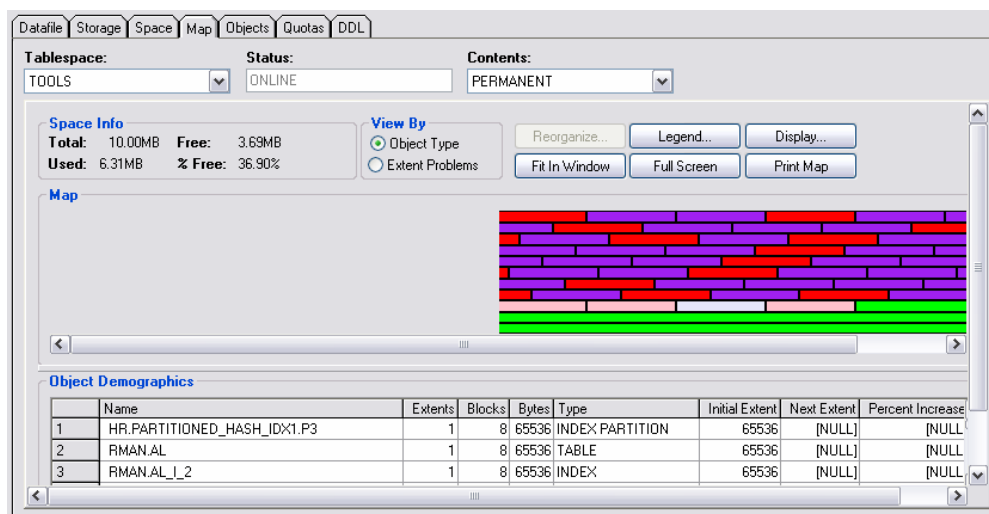 Datafile Storage Space Map Objects Quotas DDL
Tablespace: Status: Contents:
TOOLS ONLINE PERMANENT
Space Info View By
Total: 10.00MB Free: 3.69MB Object Type Reorganize... Legend... Display...
Used: 6.31MB % Free: 36.90% Extent Problems Fit In Window Full Screen Print Map
Map
Object Demographics
Name Extents Blocks Bytes Type Initial Extent Next Extent Percent Increase
1 HR.PARTITIONED_HASH_IDX1.P3 1 8 65536 INDEX PARTITION 65536 [NULL] [NULL
2 RMAN.AL 1 8 65536 TABLE 65536 [NULL] [NULL
3 RMAN.AL_I_2 1 8 65536 INDEX 65536 [NULL] [NULL